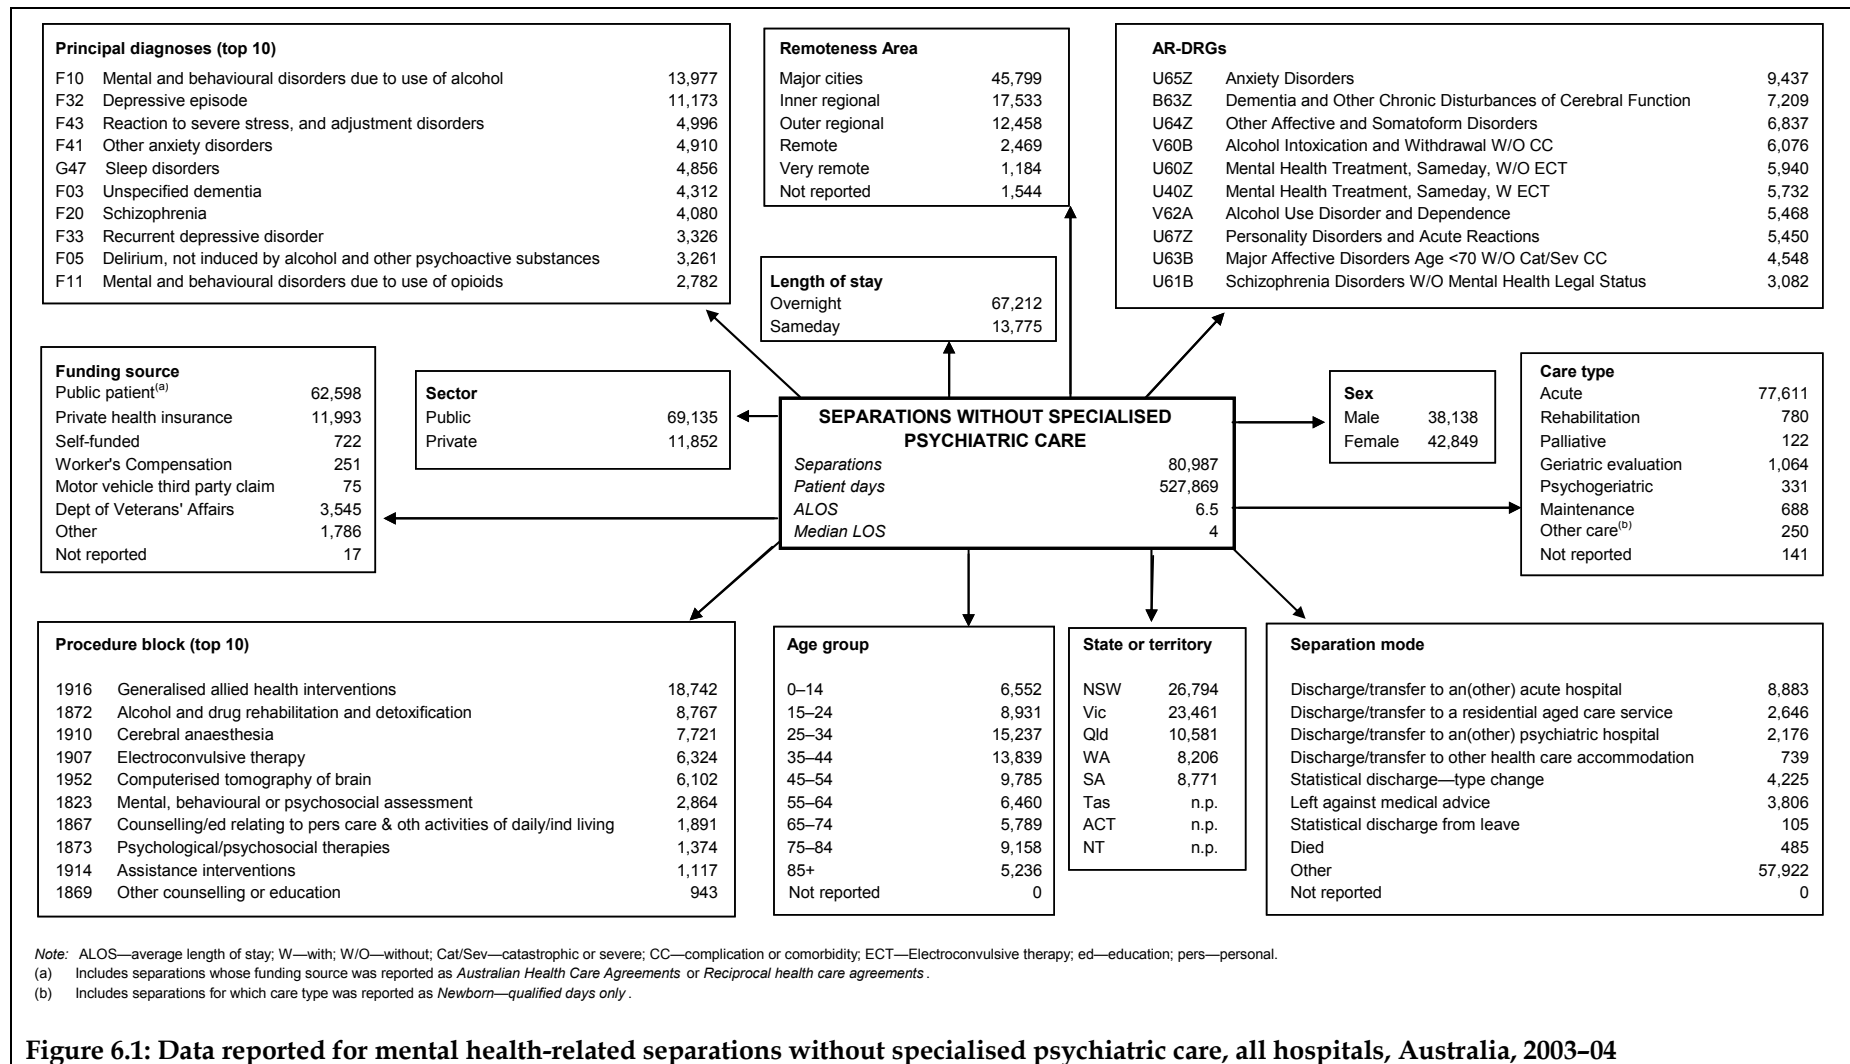 Principal diagnoses (top 10)
F10 Mental and behavioural disorders due to use of alcohol 13,977
F32 Depressive episode 11,173
F43 Reaction to severe stress, and adjustment disorders 4,996
F41 Other anxiety disorders 4,910
G47 Sleep disorders 4,856
F03 Unspecified dementia 4,312
F20 Schizophrenia 4,080
F33 Recurrent depressive disorder 3,326
F05 Delirium, not induced by alcohol and other psychoactive substances 3,261
F11 Mental and behavioural disorders due to use of opioids 2,782
Remoteness Area
Major cities 45,799
Inner regional 17,533
Outer regional 12,458
Remote 2,469
Very remote 1,184
Not reported 1,544
AR-DRGs
U65Z Anxiety Disorders 9,437
B63Z Dementia and Other Chronic Disturbances of Cerebral Function 7,209
U64Z Other Affective and Somatoform Disorders 6,837
V60B Alcohol Intoxication and Withdrawal W/O CC 6,076
U60Z Mental Health Treatment, Sameday, W/O ECT 5,940
U40Z Mental Health Treatment, Sameday, W ECT 5,732
V62A Alcohol Use Disorder and Dependence 5,468
U67Z Personality Disorders and Acute Reactions 5,450
U63B Major Affective Disorders Age <70 W/O Cat/Sev CC 4,548
U61B Schizophrenia Disorders W/O Mental Health Legal Status 3,082
Length of stay
Overnight 67,212
Sameday 13,775
Funding source
Public patient(a) 62,598
Private health insurance 11,993
Self-funded 722
Worker's Compensation 251
Motor vehicle third party claim 75
Dept of Veterans' Affairs 3,545
Other 1,786
Not reported 17
Sector
Public 69,135
Private 11,852
SEPARATIONS WITHOUT SPECIALISED
PSYCHIATRIC CARE
Separations 80,987
Patient days 527,869
ALOS 6.5
Median LOS 4
Sex
Male 38,138
Female 42,849
Care type
Acute 77,611
Rehabilitation 780
Palliative 122
Geriatric evaluation 1,064
Psychogeriatric 331
Maintenance 688
Other care(b) 250
Not reported 141
Procedure block (top 10)
1916 Generalised allied health interventions 18,742
1872 Alcohol and drug rehabilitation and detoxification 8,767
1910 Cerebral anaesthesia 7,721
1907 Electroconvulsive therapy 6,324
1952 Computerised tomography of brain 6,102
1823 Mental, behavioural or psychosocial assessment 2,864
1867 Counselling/ed relating to pers care & oth activities of daily/ind living 1,891
1873 Psychological/psychosocial therapies 1,374
1914 Assistance interventions 1,117
1869 Other counselling or education 943
Age group
0–14 6,552
15–24 8,931
25–34 15,237
35–44 13,839
45–54 9,785
55–64 6,460
65–74 5,789
75–84 9,158
85+ 5,236
Not reported 0
State or territory
NSW 26,794
Vic 23,461
Qld 10,581
WA 8,206
SA 8,771
Tas n.p.
ACT n.p.
NT n.p.
Separation mode
Discharge/transfer to an(other) acute hospital 8,883
Discharge/transfer to a residential aged care service 2,646
Discharge/transfer to an(other) psychiatric hospital 2,176
Discharge/transfer to other health care accommodation 739
Statistical discharge—type change 4,225
Left against medical advice 3,806
Statistical discharge from leave 105
Died 485
Other 57,922
Not reported 0
Note: ALOS—average length of stay; W—with; W/O—without; Cat/Sev—catastrophic or severe; CC—complication or comorbidity; ECT—Electroconvulsive therapy; ed—education; pers—personal.
(a) Includes separations whose funding source was reported as Australian Health Care Agreements or Reciprocal health care agreements.
(b) Includes separations for which care type was reported as Newborn—qualified days only.
Figure 6.1: Data reported for mental health-related separations without specialised psychiatric care, all hospitals, Australia, 2003–04